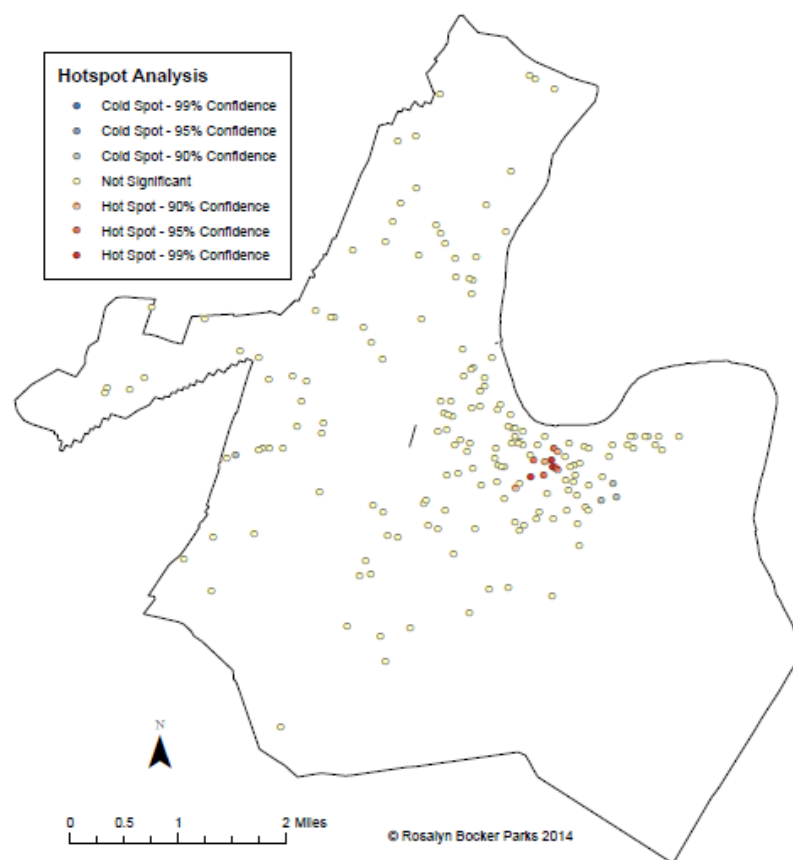 Hotspot Analysis
Cold Spot - 99% Confidence
Cold Spot - 95% Confidence
Cold Spot - 90% Confidence
Not Significant
Hot Spot - 90% Confidence
Hot Spot - 95% Confidence
Hot Spot - 99% Confidence
N
0 0.5 1 2 Miles
© Rosalyn Bocker Parks 2014